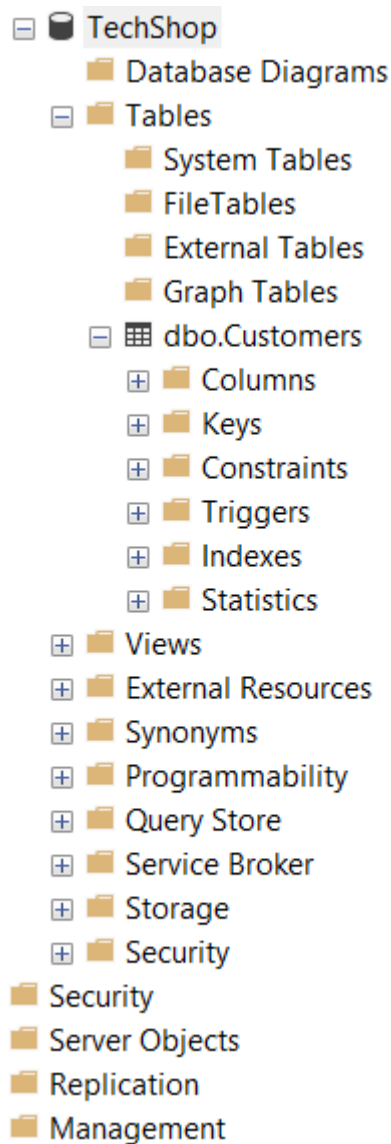 TechShop
Database Diagrams
Tables
System Tables
FileTables
External Tables
Graph Tables
dbo.Customers
Columns
Keys
Constraints
Triggers
Indexes
Statistics
Views
External Resources
Synonyms
Programmability
Query Store
Service Broker
Storage
Security
Security
Server Objects
Replication
Management